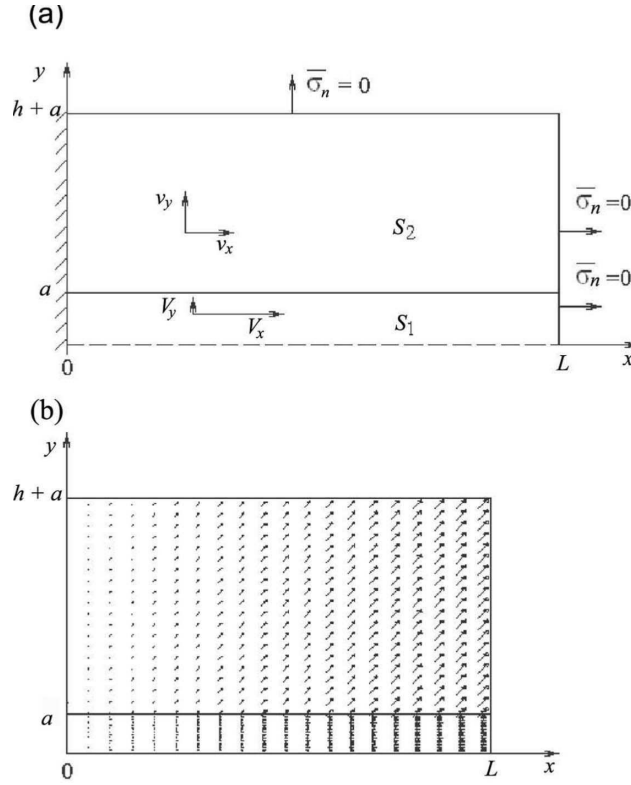 (a)
y
h + a
σ̅n = 0
vy
vx
S2
σ̅n = 0
σ̅n = 0
a
Vy
Vx
S1
0
L
x
(b)
y
h + a
a
0
L
x